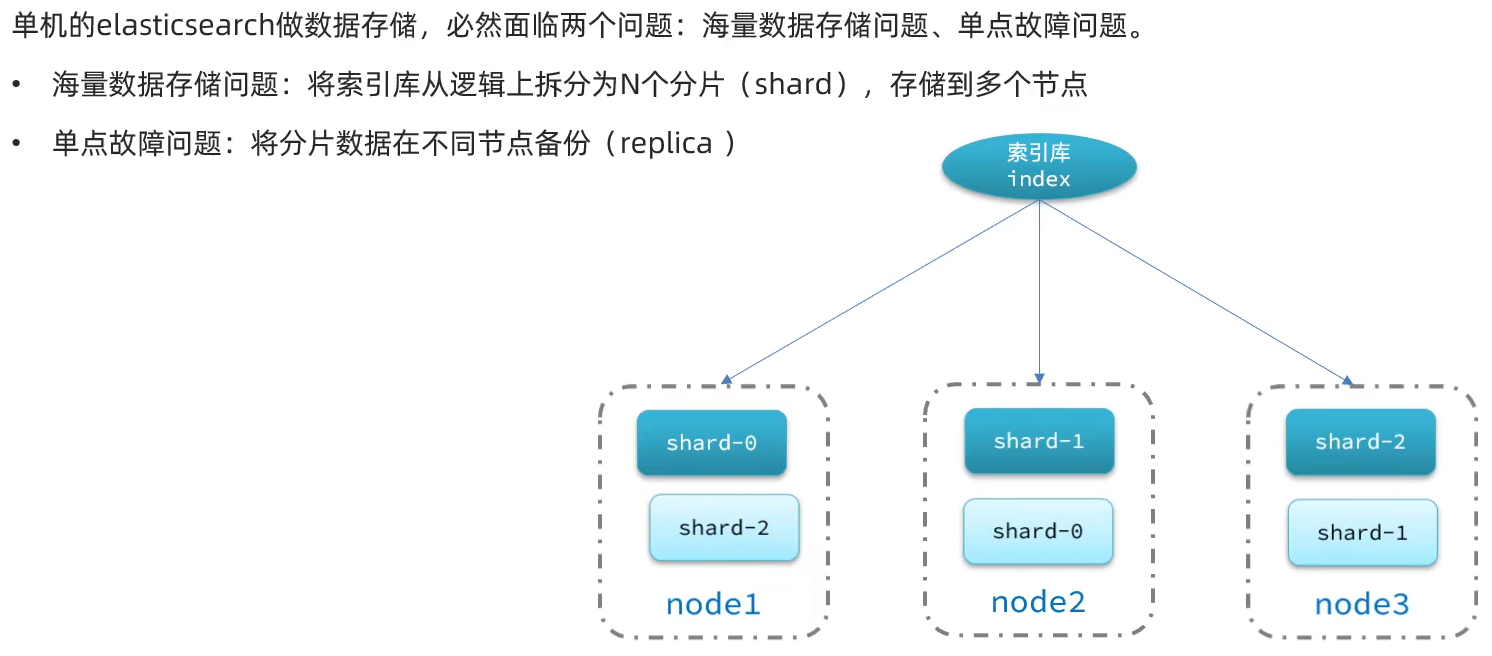 单机的elasticsearch做数据存储，必然面临两个问题：海量数据存储问题、单点故障问题。
• 海量数据存储问题：将索引库从逻辑上拆分为N个分片（shard），存储到多个节点
• 单点故障问题：将分片数据在不同节点备份（replica ）
索引库
index
shard-0
shard-2
node1
shard-1
shard-0
node2
shard-2
shard-1
node3